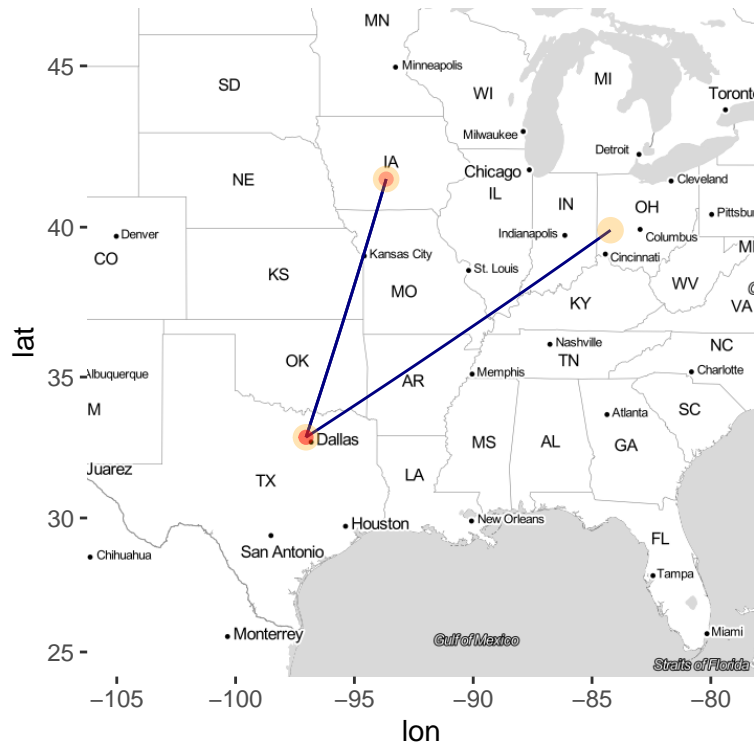 MN
45
Minneapolis
SD
WI
MI
Toront
Milwaukee
Detroit
IA
Chicago
Cleveland
NE
IL
IN
OH
Pittsbur
40
Denver
Indianapolis
Columbus
CO
Kansas City
Cincinnati
KS
St. Louis
MO
WV
KY
VA
lat
OK
Nashville
NC
TN
35
Albuquerque
AR
Memphis
Charlotte
M
Atlanta
SC
Dallas
MS
AL
GA
Juarez
TX
LA
30
Houston
New Orleans
San Antonio
FL
Chihuahua
Tampa
Monterrey
Gulf of Mexico
Miami
25
Straits of Florida
−105 −100 −95 −90 −85 −80
lon